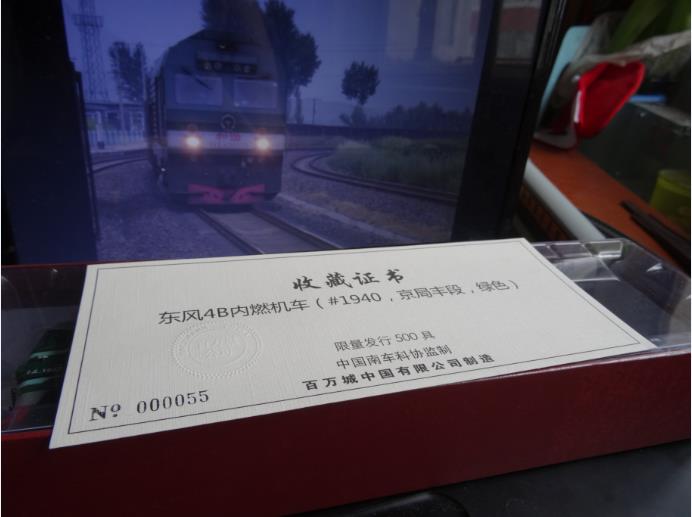 收藏证书
东风4B内燃机车（#1940，京局丰段，绿色）
限量发行 500 具
中国南车科协监制
百万城中国有限公司制造
№ 000055